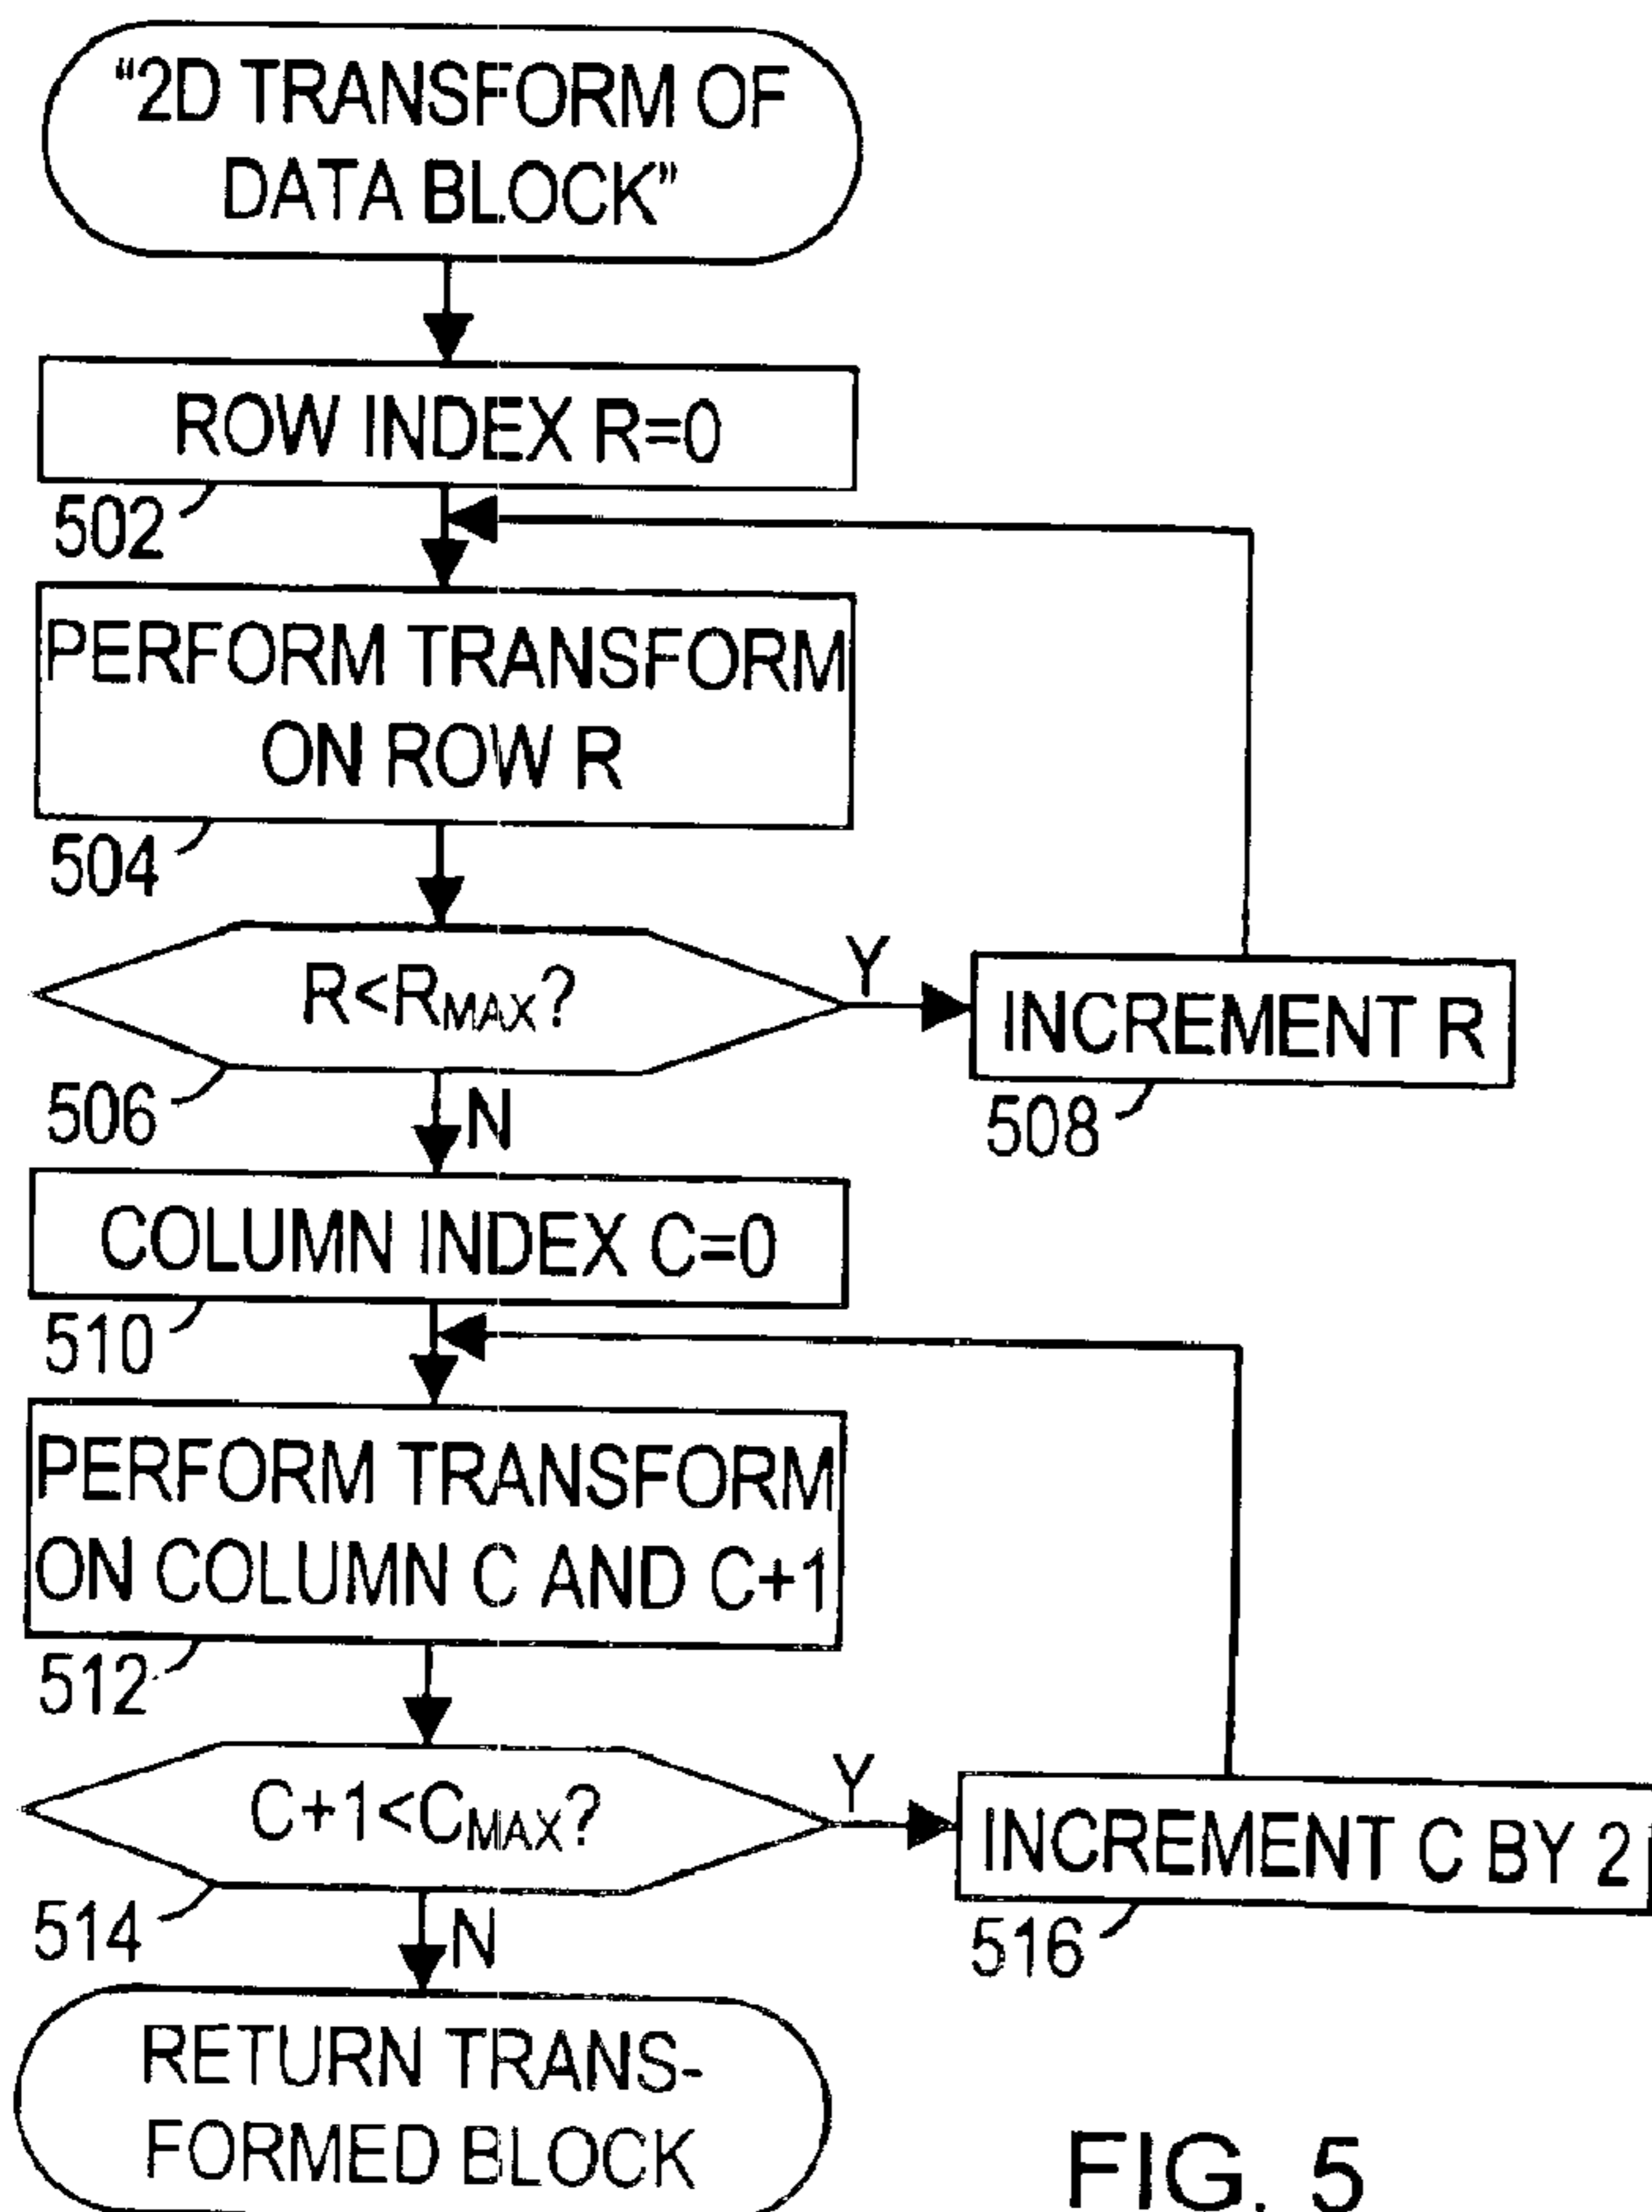 “2D TRANSFORM OF
DATA BLOCK”
ROW INDEX R=0
502
PERFORM TRANSFORM
ON ROW R
504
R<RMAX?
Y
INCREMENT R
506
N
508
COLUMN INDEX C=0
510
PERFORM TRANSFORM
ON COLUMN C AND C+1
512
C+1<CMAX?
Y
INCREMENT C BY 2
514
N
516
RETURN TRANS-
FORMED BLOCK
FIG. 5